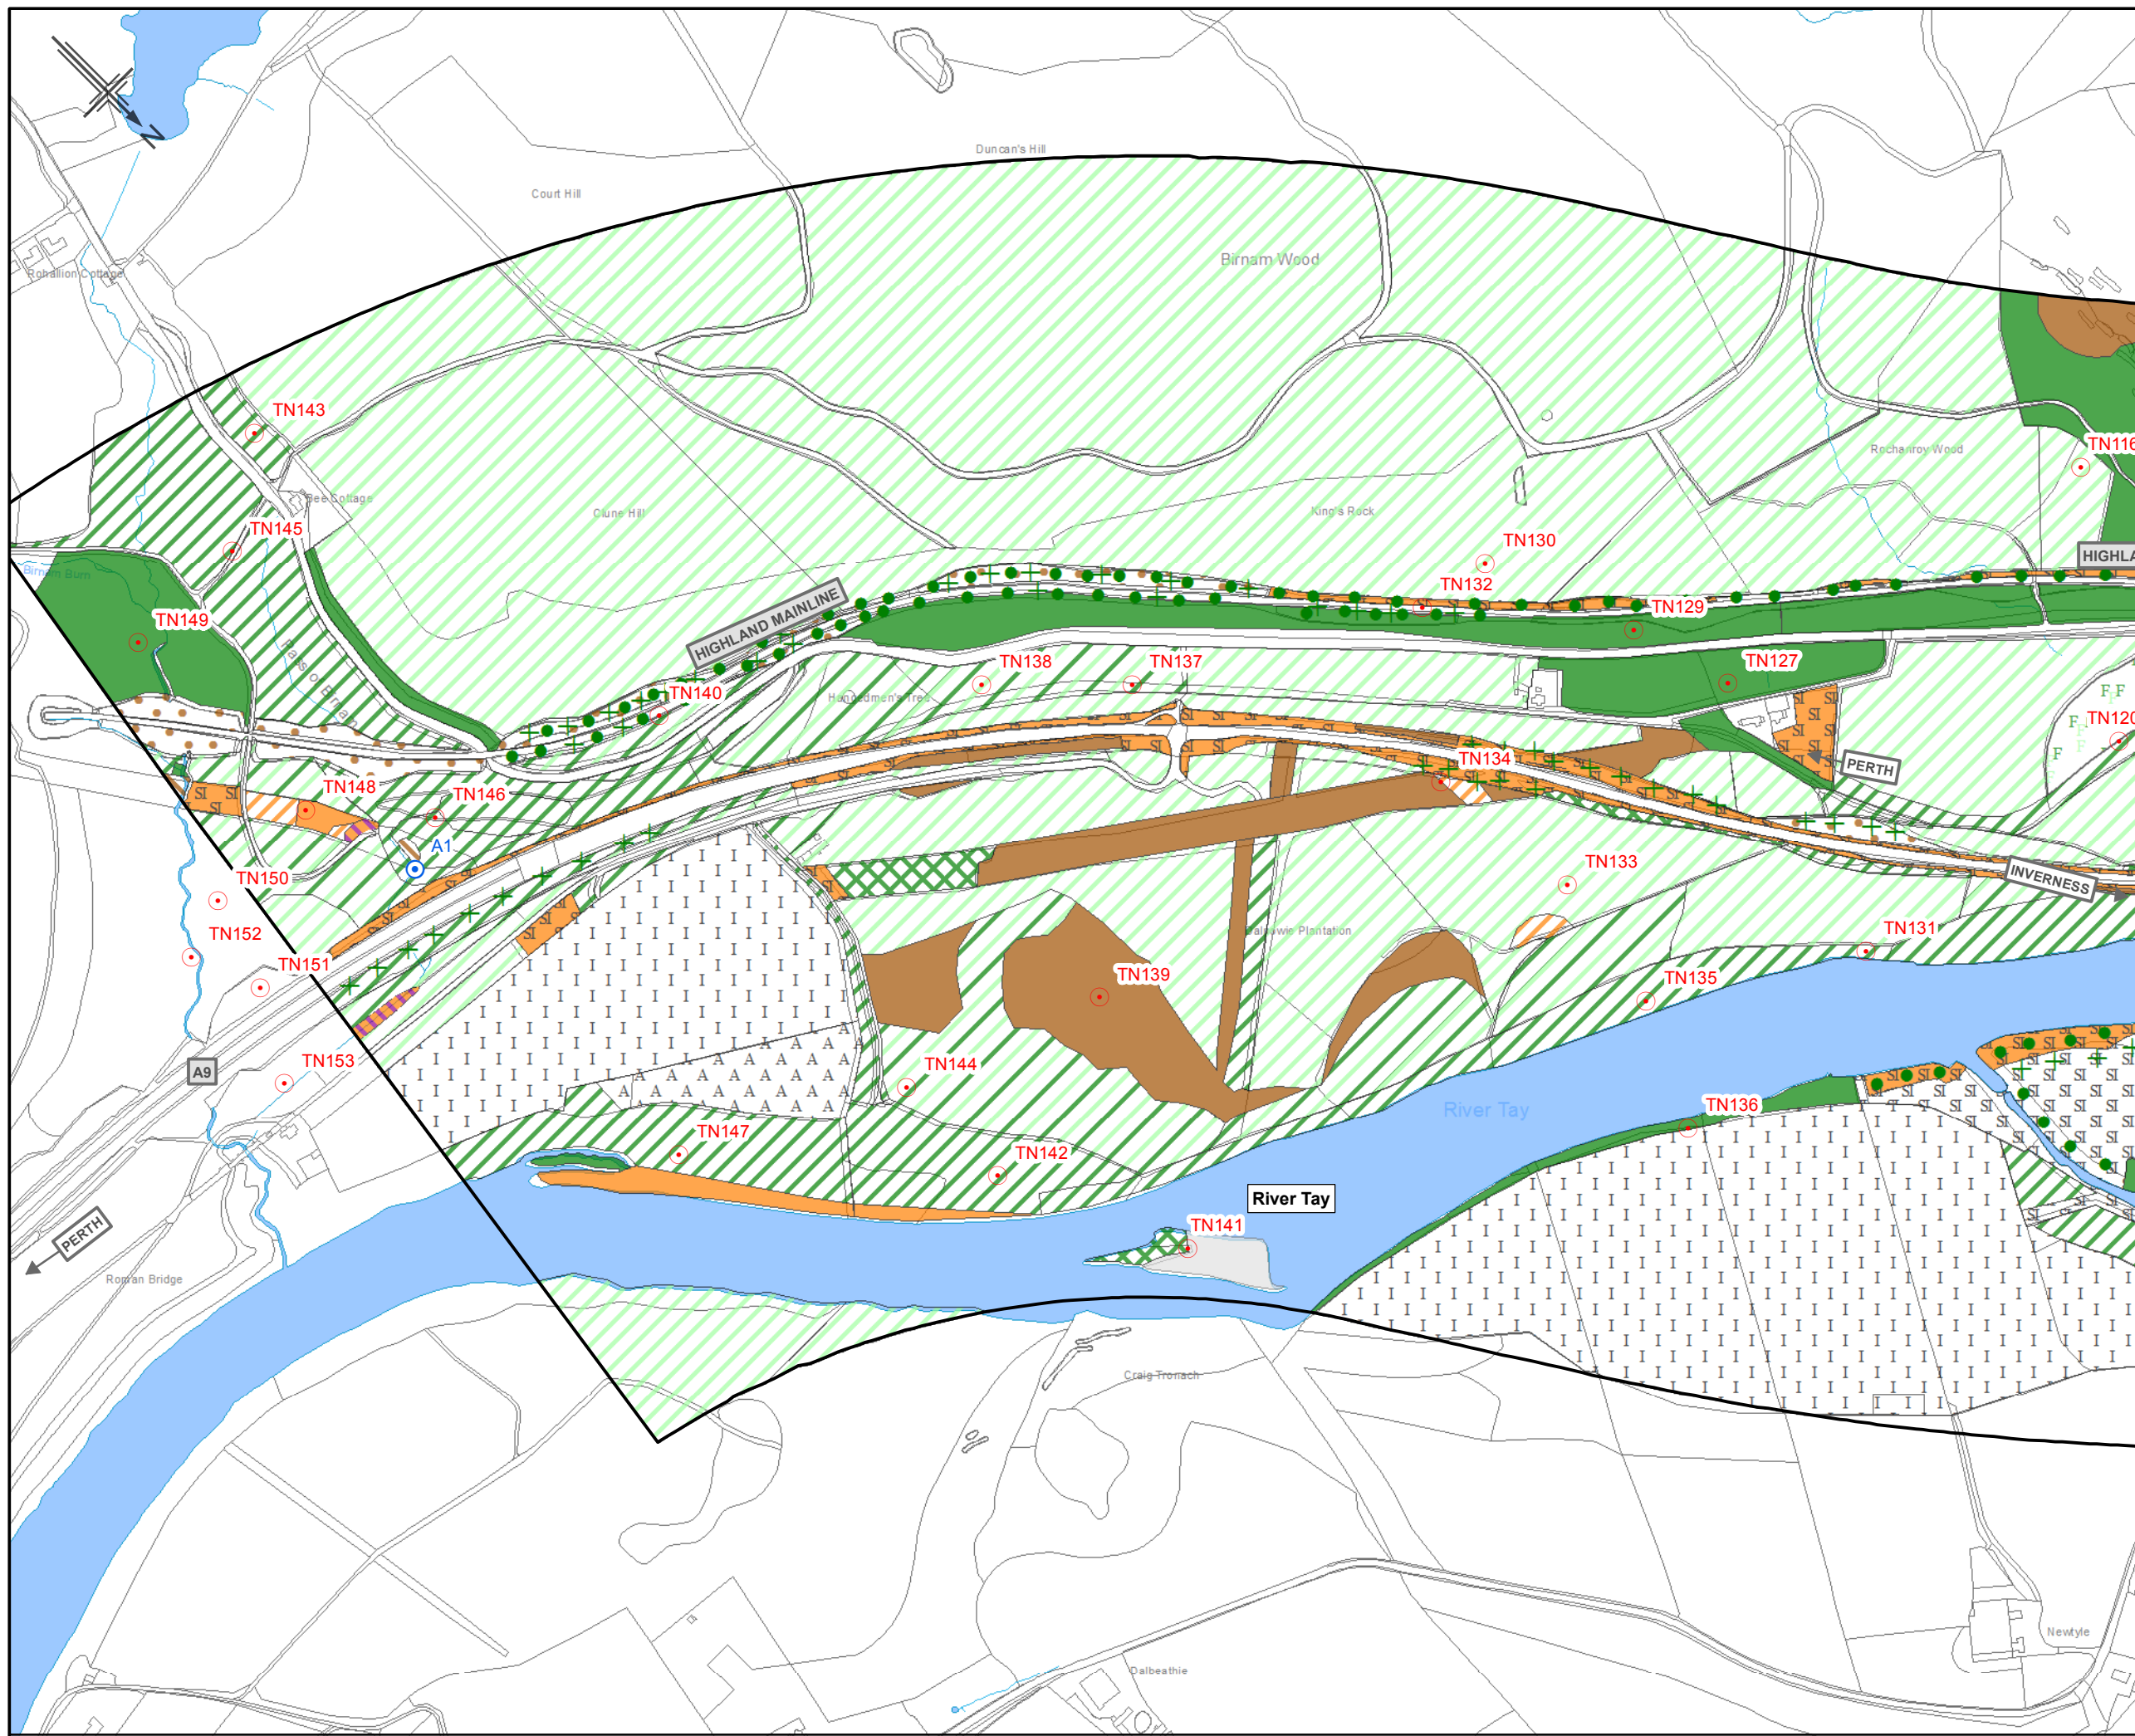 N
Duncan's Hill
Court Hill
Birnam Wood
Rohallion Cottage
TN143
TN116
Rochanroy Wood
Bee Cottage
Clune Hill
King's Rock
TN145
TN130
HIGHLA
Birnam Burn
TN132
HIGHLAND MAINLINE
TN129
TN149
TN138
TN137
TN127
F F
TN140
TN120
F
F
F
F
TN134
PERTH
TN148
TN146
A1
TN133
TN150
INVERNESS
TN152
TN131
TN151
TN139
TN135
A9
TN153
TN144
River Tay
TN136
TN147
TN142
River Tay
TN141
PERTH
Roman Bridge
Craig Tronach
Newtyle
Dalbeathie